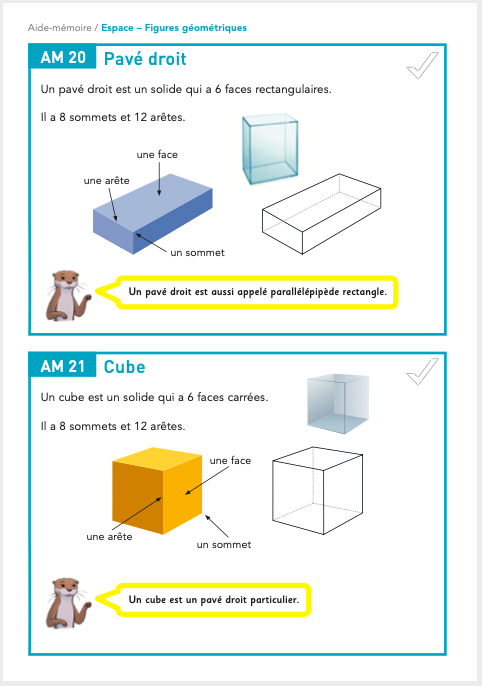 Aide-mémoire / Espace – Figures géométriques
AM 20 Pavé droit
Un pavé droit est un solide qui a 6 faces rectangulaires.
Il a 8 sommets et 12 arêtes.
une face
une arête
un sommet
Un pavé droit est aussi appelé parallélépipède rectangle.
AM 21 Cube
Un cube est un solide qui a 6 faces carrées.
Il a 8 sommets et 12 arêtes.
une face
une arête
un sommet
Un cube est un pavé droit particulier.